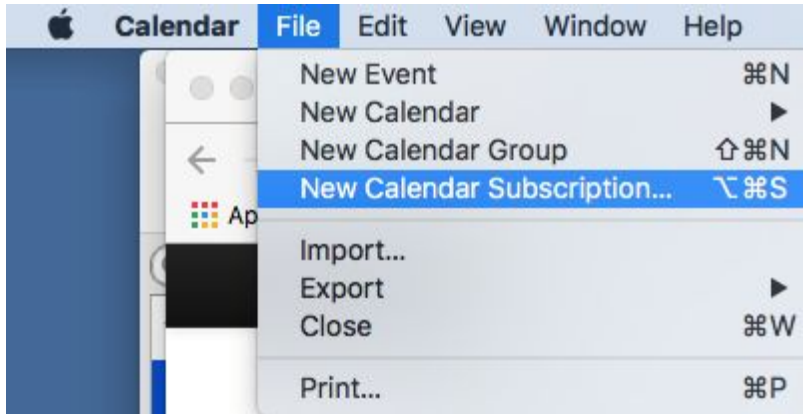 Calendar File Edit View Window Help
New Event ⌘N
New Calendar ▶
New Calendar Group ⇧⌘N
New Calendar Subscription... ⌥⌘S
Ap
Import...
Export ▶
Close ⌘W
Print... ⌘P